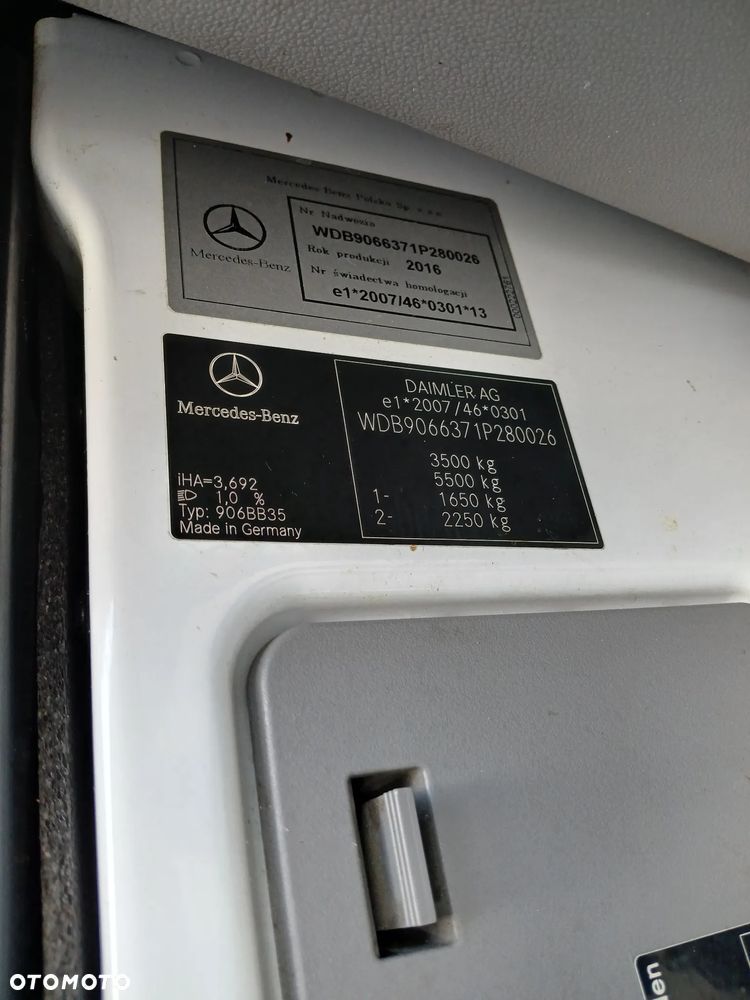 Mercedes-Benz Polska Sp. z o.o.
Mercedes-Benz
Nr Nadwozia
WDB9066371P280026
Rok produkcji 2016
Nr świadectwa homologacji
e1*2007/46*0301*13
Mercedes-Benz
DAIMLER AG
e1*2007/46*0301
WDB9066371P280026
3500 kg
5500 kg
1- 1650 kg
2- 2250 kg
iHA=3,692
1,0 %
Typ: 906BB35
Made in Germany
en
OTOMOTO